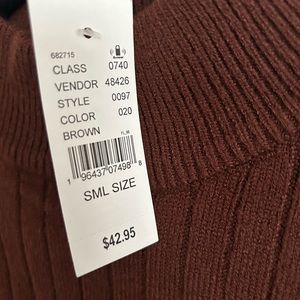 682715
CLASS 0740
VENDOR 48426
STYLE 0097
COLOR 020
BROWN
1 96437 07498 8
SML SIZE
$42.95